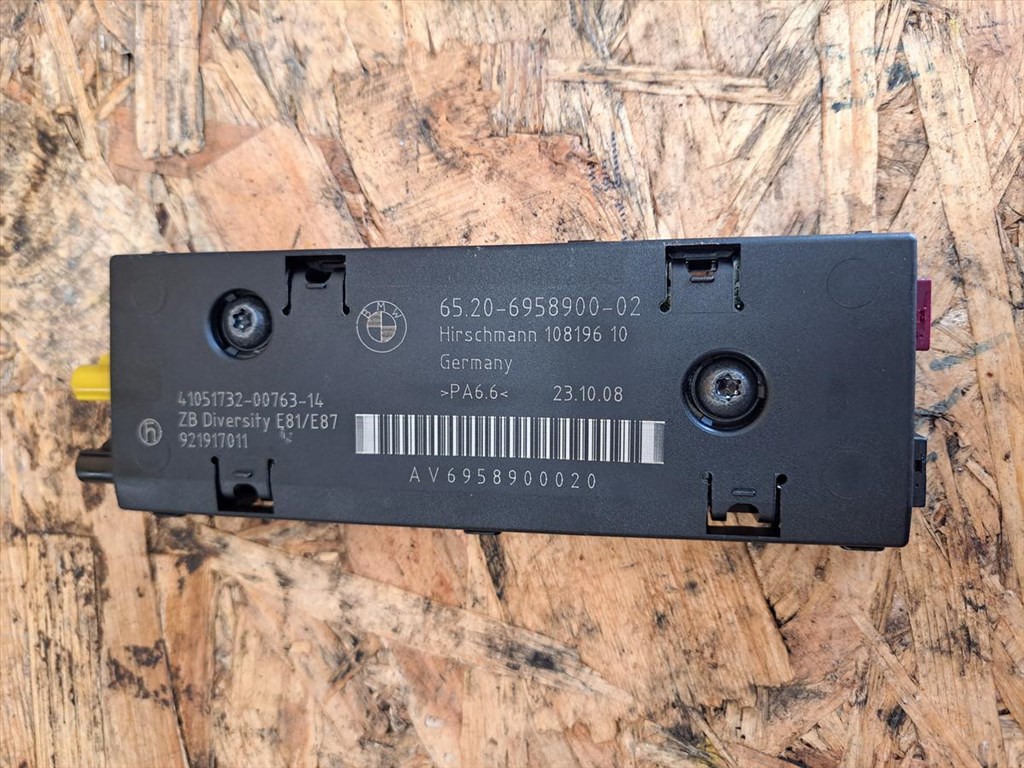 BMW
65.20-6958900-02
Hirschmann 108196 10
Germany
>PA6.6< 23.10.08
41051732-00763-14
ZB Diversity E81/E87
921917011
h
AV6958900020